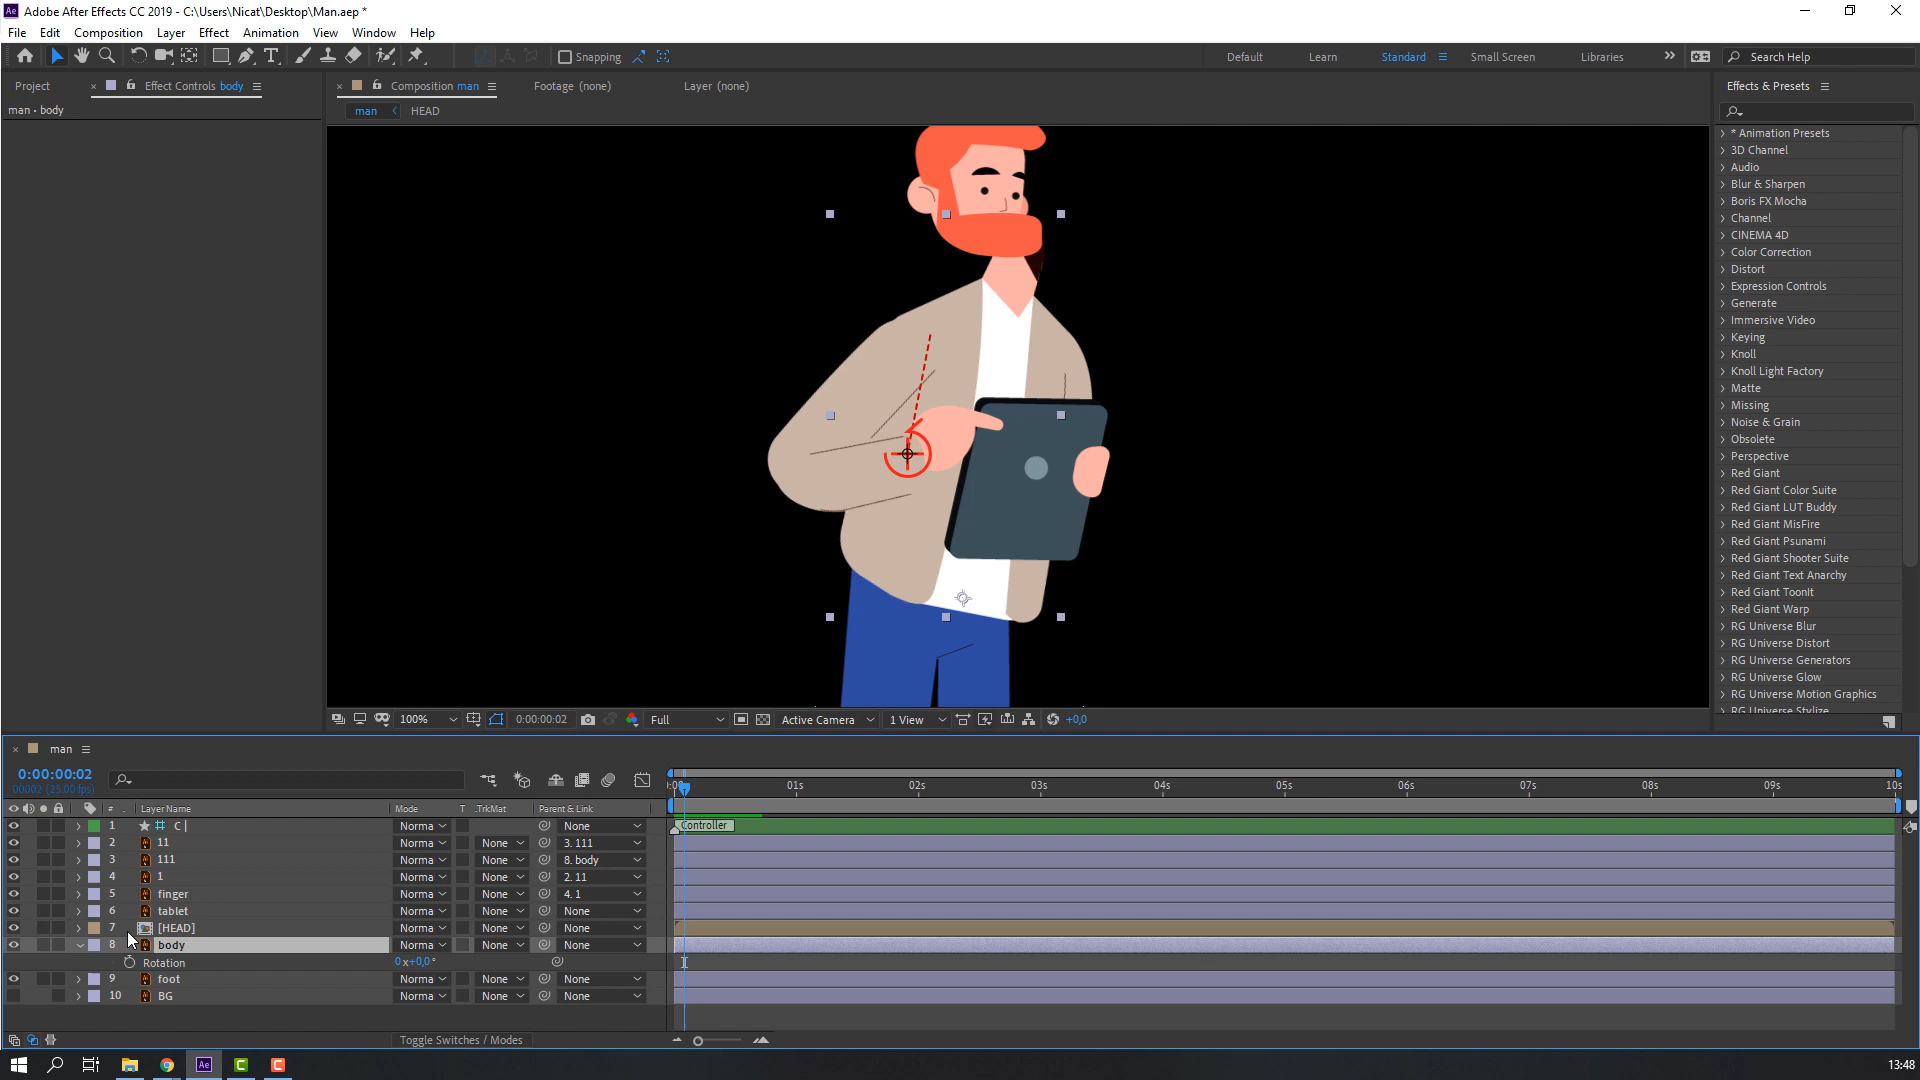 Adobe After Effects CC 2019 - C:\Users\Nicat\Desktop\Man.aep *
File Edit Composition Layer Effect Animation View Window Help
Snapping
Default Learn Standard Small Screen Libraries Search Help
Project Effect Controls body Composition man Footage (none) Layer (none) Effects & Presets
man • body
man HEAD
* Animation Presets
3D Channel
Audio
Blur & Sharpen
Boris FX Mocha
Channel
CINEMA 4D
Color Correction
Distort
Expression Controls
Generate
Immersive Video
Keying
Knoll
Knoll Light Factory
Matte
Missing
Noise & Grain
Obsolete
Perspective
Red Giant
Red Giant Color Suite
Red Giant LUT Buddy
Red Giant MisFire
Red Giant Psunami
Red Giant Shooter Suite
Red Giant Text Anarchy
Red Giant ToonIt
Red Giant Warp
RG Universe Blur
RG Universe Distort
RG Universe Generators
RG Universe Glow
RG Universe Motion Graphics
RG Universe Stylize
100% 0:00:00:02 Full Active Camera 1 View +0,0
man
0:00:00:02
00002 (25.00 fps)
01s 02s 03s 04s 05s 06s 07s 08s 09s 10s
# Layer Name Mode T .TrkMat Parent & Link
1 C | Norma None Controller
2 11 Norma None 3. 111
3 111 Norma None 8. body
4 1 Norma None 2. 11
5 finger Norma None 4. 1
6 tablet Norma None None
7 [HEAD] Norma None None
8 body Norma None None
Rotation 0x+0,0°
9 foot Norma None None
10 BG Norma None None
Toggle Switches / Modes
Ae 13:48